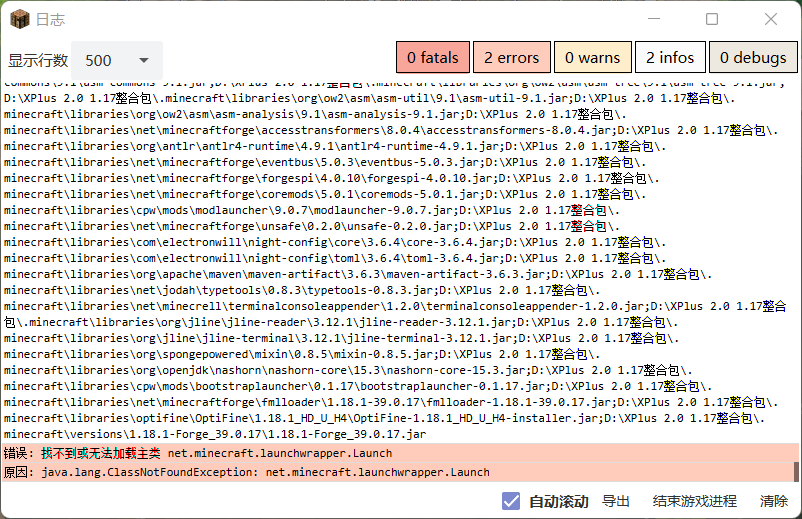 日志
显示行数 500 0 fatals 2 errors 0 warns 2 infos 0 debugs
commons\9.1\asm-commons-9.1.jar;D:\XPlus 2.0 1.17整合包\.minecraft\libraries\org\ow2\asm\asm-tree\9.1\asm-tree-9.1.jar;
D:\XPlus 2.0 1.17整合包\.minecraft\libraries\org\ow2\asm\asm-util\9.1\asm-util-9.1.jar;D:\XPlus 2.0 1.17整合包\.
minecraft\libraries\org\ow2\asm\asm-analysis\9.1\asm-analysis-9.1.jar;D:\XPlus 2.0 1.17整合包\.
minecraft\libraries\net\minecraftforge\accesstransformers\8.0.4\accesstransformers-8.0.4.jar;D:\XPlus 2.0 1.17整合包\.
minecraft\libraries\org\antlr\antlr4-runtime\4.9.1\antlr4-runtime-4.9.1.jar;D:\XPlus 2.0 1.17整合包\.
minecraft\libraries\net\minecraftforge\eventbus\5.0.3\eventbus-5.0.3.jar;D:\XPlus 2.0 1.17整合包\.
minecraft\libraries\net\minecraftforge\forgespi\4.0.10\forgespi-4.0.10.jar;D:\XPlus 2.0 1.17整合包\.
minecraft\libraries\net\minecraftforge\coremods\5.0.1\coremods-5.0.1.jar;D:\XPlus 2.0 1.17整合包\.
minecraft\libraries\cpw\mods\modlauncher\9.0.7\modlauncher-9.0.7.jar;D:\XPlus 2.0 1.17整合包\.
minecraft\libraries\net\minecraftforge\unsafe\0.2.0\unsafe-0.2.0.jar;D:\XPlus 2.0 1.17整合包\.
minecraft\libraries\com\electronwill\night-config\core\3.6.4\core-3.6.4.jar;D:\XPlus 2.0 1.17整合包\.
minecraft\libraries\com\electronwill\night-config\toml\3.6.4\toml-3.6.4.jar;D:\XPlus 2.0 1.17整合包\.
minecraft\libraries\org\apache\maven\maven-artifact\3.6.3\maven-artifact-3.6.3.jar;D:\XPlus 2.0 1.17整合包\.
minecraft\libraries\net\jodah\typetools\0.8.3\typetools-0.8.3.jar;D:\XPlus 2.0 1.17整合包\.
minecraft\libraries\net\minecrell\terminalconsoleappender\1.2.0\terminalconsoleappender-1.2.0.jar;D:\XPlus 2.0 1.17整合
包\.minecraft\libraries\org\jline\jline-reader\3.12.1\jline-reader-3.12.1.jar;D:\XPlus 2.0 1.17整合包\.
minecraft\libraries\org\jline\jline-terminal\3.12.1\jline-terminal-3.12.1.jar;D:\XPlus 2.0 1.17整合包\.
minecraft\libraries\org\spongepowered\mixin\0.8.5\mixin-0.8.5.jar;D:\XPlus 2.0 1.17整合包\.
minecraft\libraries\org\openjdk\nashorn\nashorn-core\15.3\nashorn-core-15.3.jar;D:\XPlus 2.0 1.17整合包\.
minecraft\libraries\cpw\mods\bootstraplauncher\0.1.17\bootstraplauncher-0.1.17.jar;D:\XPlus 2.0 1.17整合包\.
minecraft\libraries\net\minecraftforge\fmlloader\1.18.1-39.0.17\fmlloader-1.18.1-39.0.17.jar;D:\XPlus 2.0 1.17整合包\.
minecraft\libraries\optifine\OptiFine\1.18.1_HD_U_H4\OptiFine-1.18.1_HD_U_H4-installer.jar;D:\XPlus 2.0 1.17整合包\.
minecraft\versions\1.18.1-Forge_39.0.17\1.18.1-Forge_39.0.17.jar
错误: 找不到或无法加载主类 net.minecraft.launchwrapper.Launch
原因: java.lang.ClassNotFoundException: net.minecraft.launchwrapper.Launch
自动滚动 导出 结束游戏进程 清除